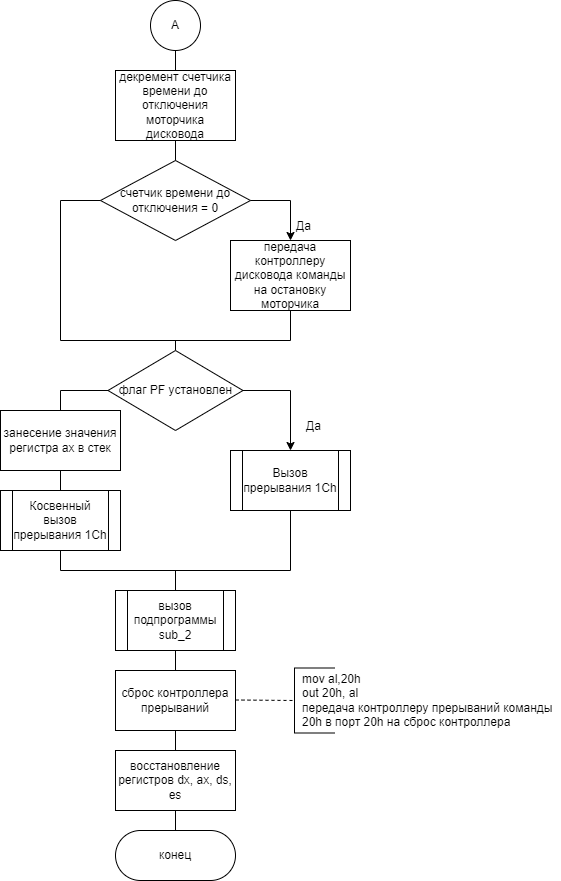 A
декремент счетчика
времени до
отключения
моторчика
дисковода
счетчик времени до
отключения = 0
Да
передача
контроллеру
дисковода команды
на остановку
моторчика
флаг PF установлен
Да
занесение значения
регистра ax в стек
Вызов
прерывания 1Ch
Косвенный
вызов
прерывания 1Ch
вызов
подпрограммы
sub_2
сброс контроллера
прерываний
mov al,20h
out 20h, al
передача контроллеру прерываний команды
20h в порт 20h на сброс контроллера
восстановление
регистров dx, ax, ds,
es
конец